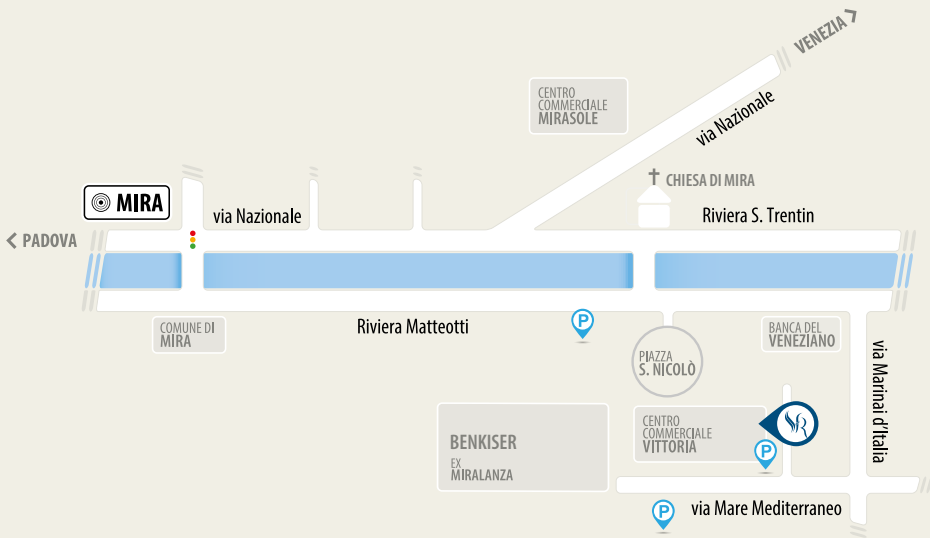 VENEZIA
CENTRO
COMMERCIALE
MIRASOLE
via Nazionale
CHIESA DI MIRA
MIRA
via Nazionale
Riviera S. Trentin
PADOVA
COMUNE DI
MIRA
Riviera Matteotti
P
BANCA DEL
VENEZIANO
PIAZZA
S. NICOLÒ
via Marinai d'Italia
BENKISER
EX
MIRALANZA
CENTRO
COMMERCIALE
VITTORIA
SR
P
via Mare Mediterraneo
P